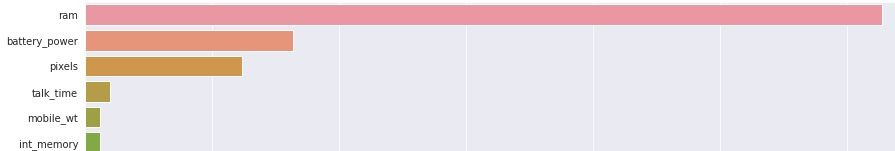 ram
battery_power
pixels
talk_time
mobile_wt
int_memory